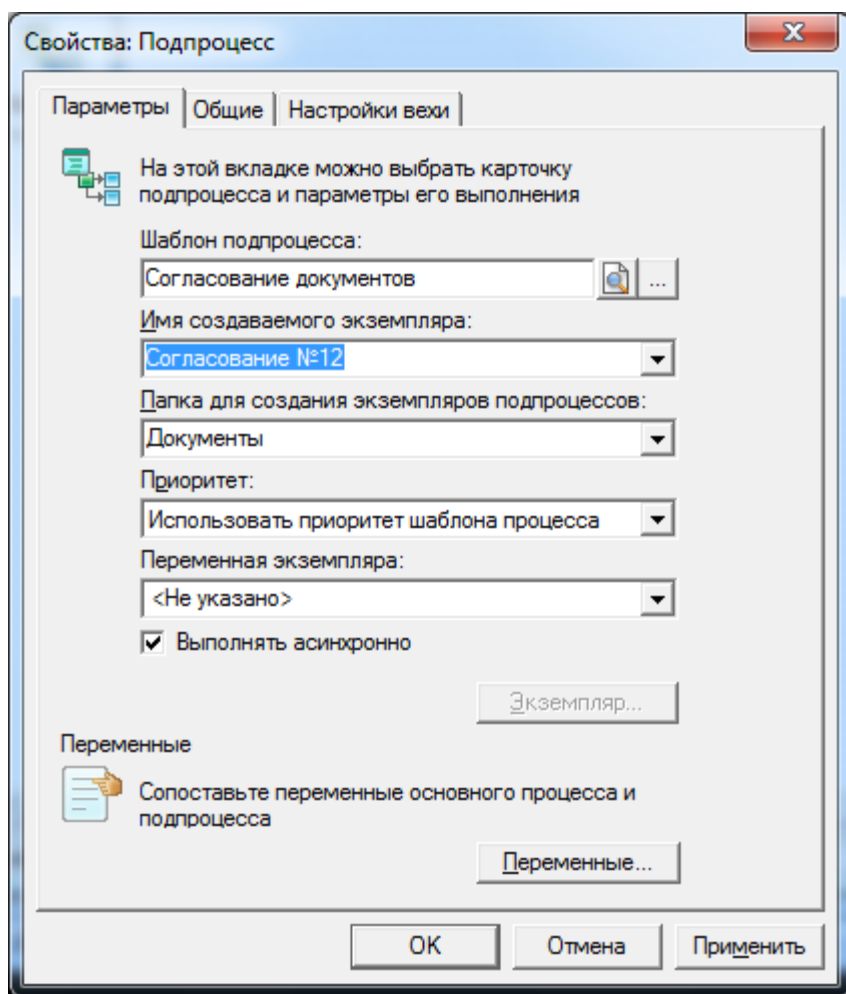 Свойства: Подпроцесс
Параметры Общие Настройки вехи
На этой вкладке можно выбрать карточку
подпроцесса и параметры его выполнения
Шаблон подпроцесса:
Согласование документов ...
Имя создаваемого экземпляра:
Согласование №12
Папка для создания экземпляров подпроцессов:
Документы
Приоритет:
Использовать приоритет шаблона процесса
Переменная экземпляра:
<Не указано>
Выполнять асинхронно
Экземпляр...
Переменные
Сопоставьте переменные основного процесса и
подпроцесса
Переменные...
OK Отмена Применить